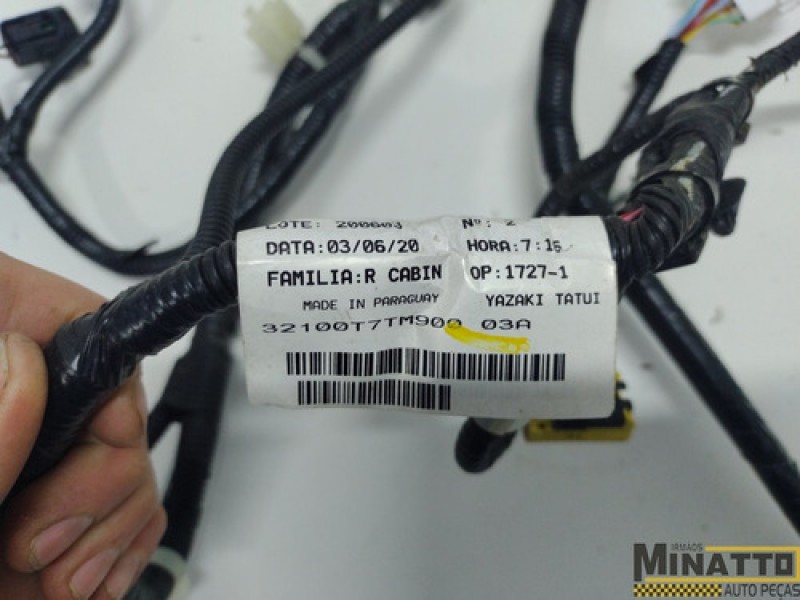 LOTE: 200603 Nº: 2
DATA:03/06/20 HORA:7:16
FAMILIA:R CABIN OP:1727-1
MADE IN PARAGUAY YAZAKI TATUI
32100T7TM900 03A
IRMÃOS
MINATTO
AUTO PEÇAS